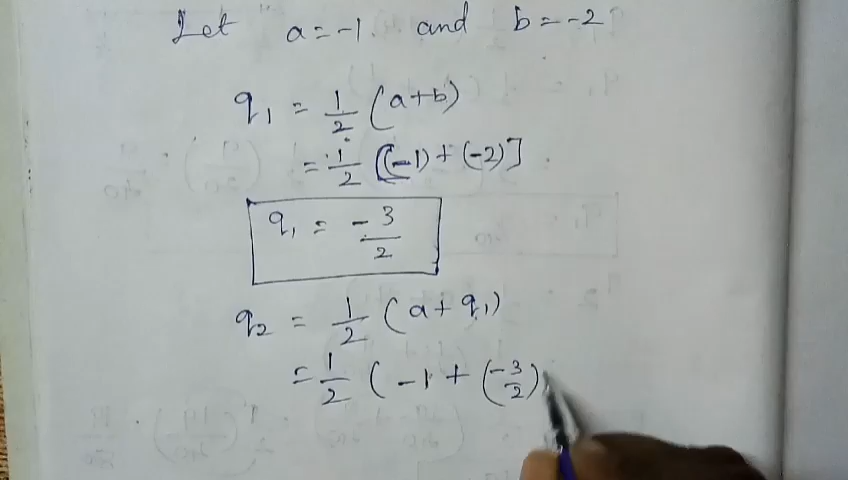 Let a = -1 and b = -2
q₁ = 1/2 (a+b)
= 1/2 [(-1) + (-2)]
q₁ = -3/2
q₂ = 1/2 (a + q₁)
= 1/2 ( -1 + (-3/2)